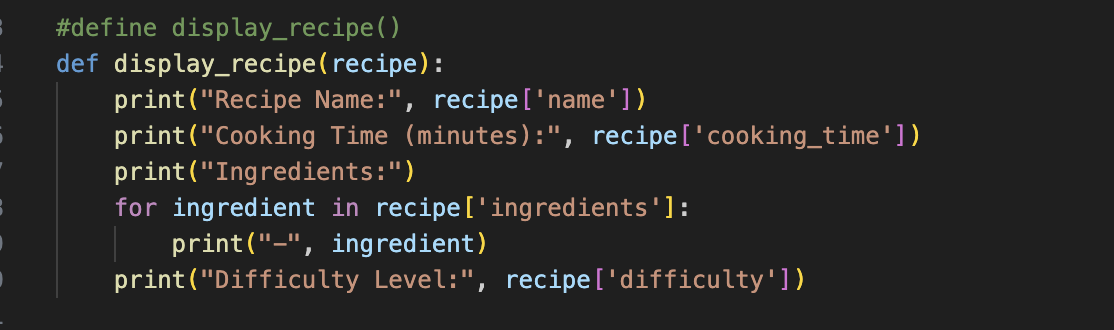 #define display_recipe()
def display_recipe(recipe):
    print("Recipe Name:", recipe['name'])
    print("Cooking Time (minutes):", recipe['cooking_time'])
    print("Ingredients:")
    for ingredient in recipe['ingredients']:
        print("-", ingredient)
    print("Difficulty Level:", recipe['difficulty'])